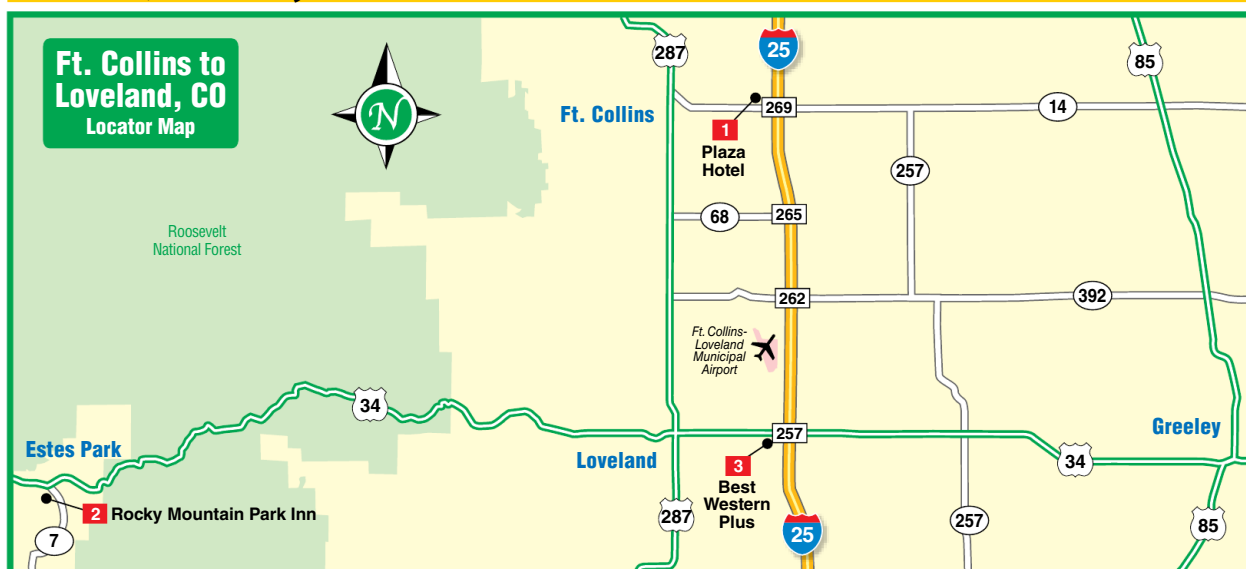 Ft. Collins to
Loveland, CO
Locator Map
N
287
25
85
Ft. Collins
269
14
1
Plaza
Hotel
257
68
265
Roosevelt
National Forest
262
392
Ft. Collins-
Loveland
Municipal
Airport
34
Estes Park
257
Greeley
Loveland
34
3
Best
Western
Plus
2 Rocky Mountain Park Inn
287
257
85
7
25